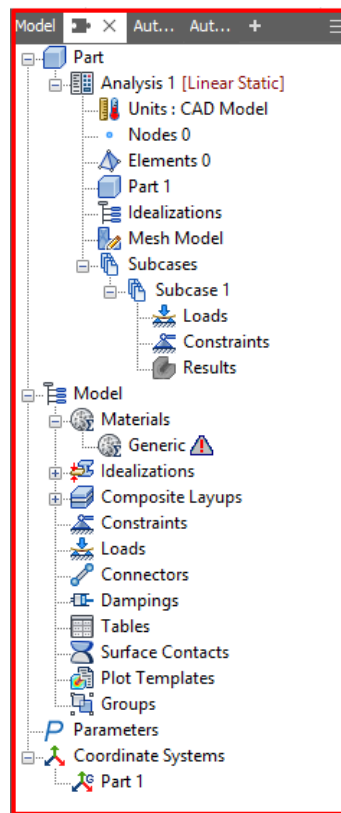 Model Aut... Aut... +
Part
Analysis 1 [Linear Static]
Units : CAD Model
Nodes 0
Elements 0
Part 1
Idealizations
Mesh Model
Subcases
Subcase 1
Loads
Constraints
Results
Model
Materials
Generic
Idealizations
Composite Layups
Constraints
Loads
Connectors
Dampings
Tables
Surface Contacts
Plot Templates
Groups
Parameters
Coordinate Systems
Part 1